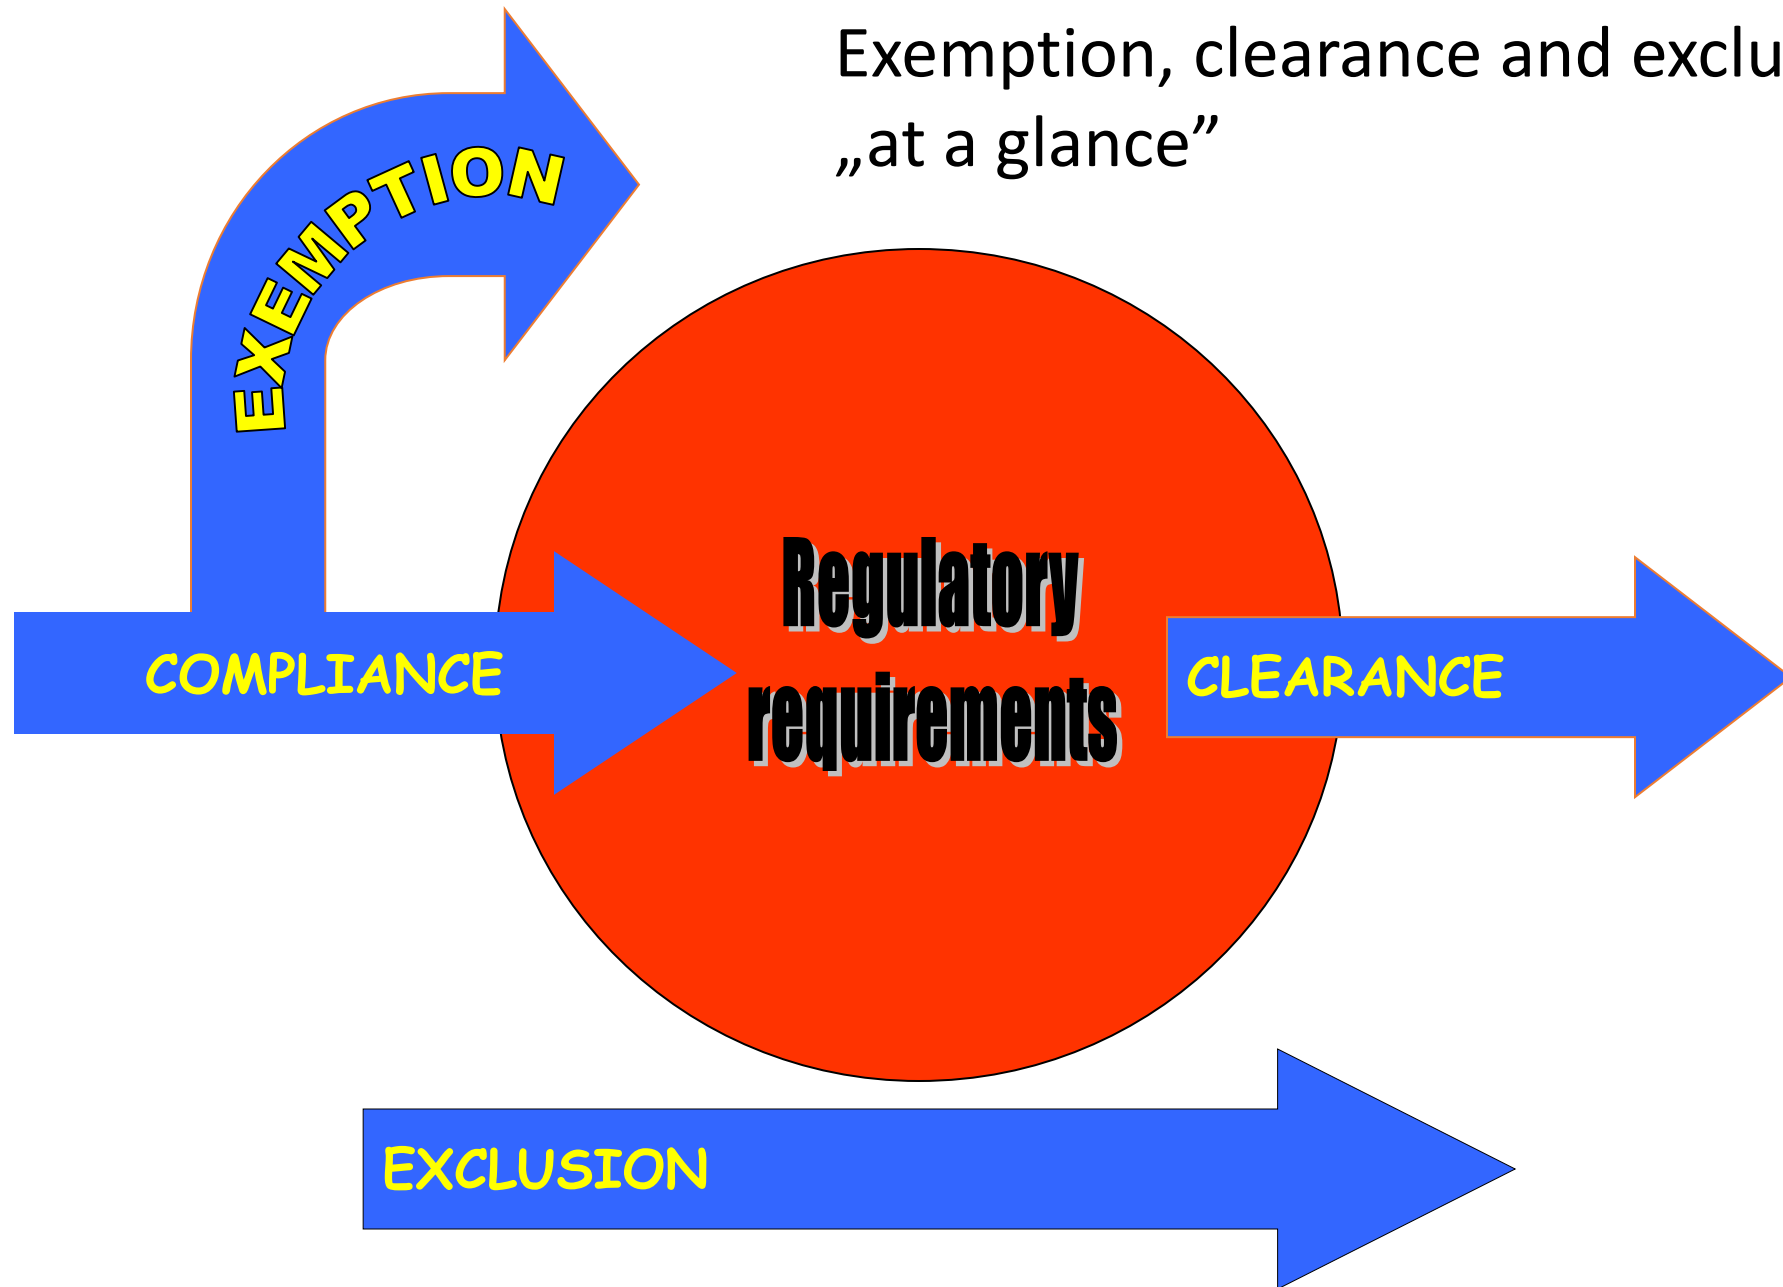 Exemption, clearance and exclu
„at a glance”
EXEMPTION
Regulatory
requirements
COMPLIANCE
CLEARANCE
EXCLUSION